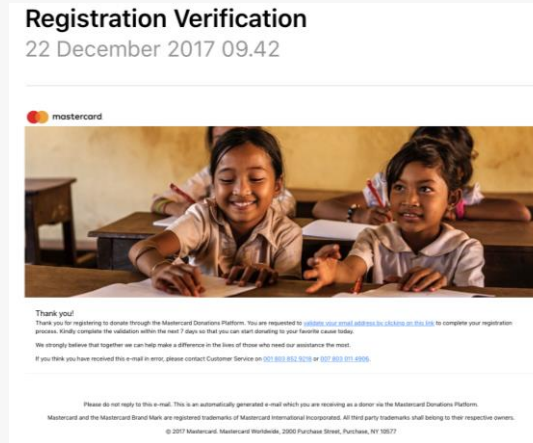 Registration Verification
22 December 2017 09.42
mastercard
Thank you!
Thank you for registering to donate through the Mastercard Donations Platform. You are requested to validate your email address by clicking on this link to complete your registration
process. Kindly complete the validation within the next 7 days so that you can start donating to your favorite cause today.
We strongly believe that together we can help make a difference in the lives of those who need our assistance the most.
If you think you have received this e-mail in error, please contact Customer Service on or
Please do not reply to this e-mail. This is an automatically generated e-mail which you are receiving as a donor via the Mastercard Donations Platform.
Mastercard and the Mastercard Brand Mark are registered trademarks of Mastercard International Incorporated. All third party trademarks shall belong to their respective owners.
© 2017 Mastercard. Mastercard Worldwide, 2000 Purchase Street, Purchase, NY 10577